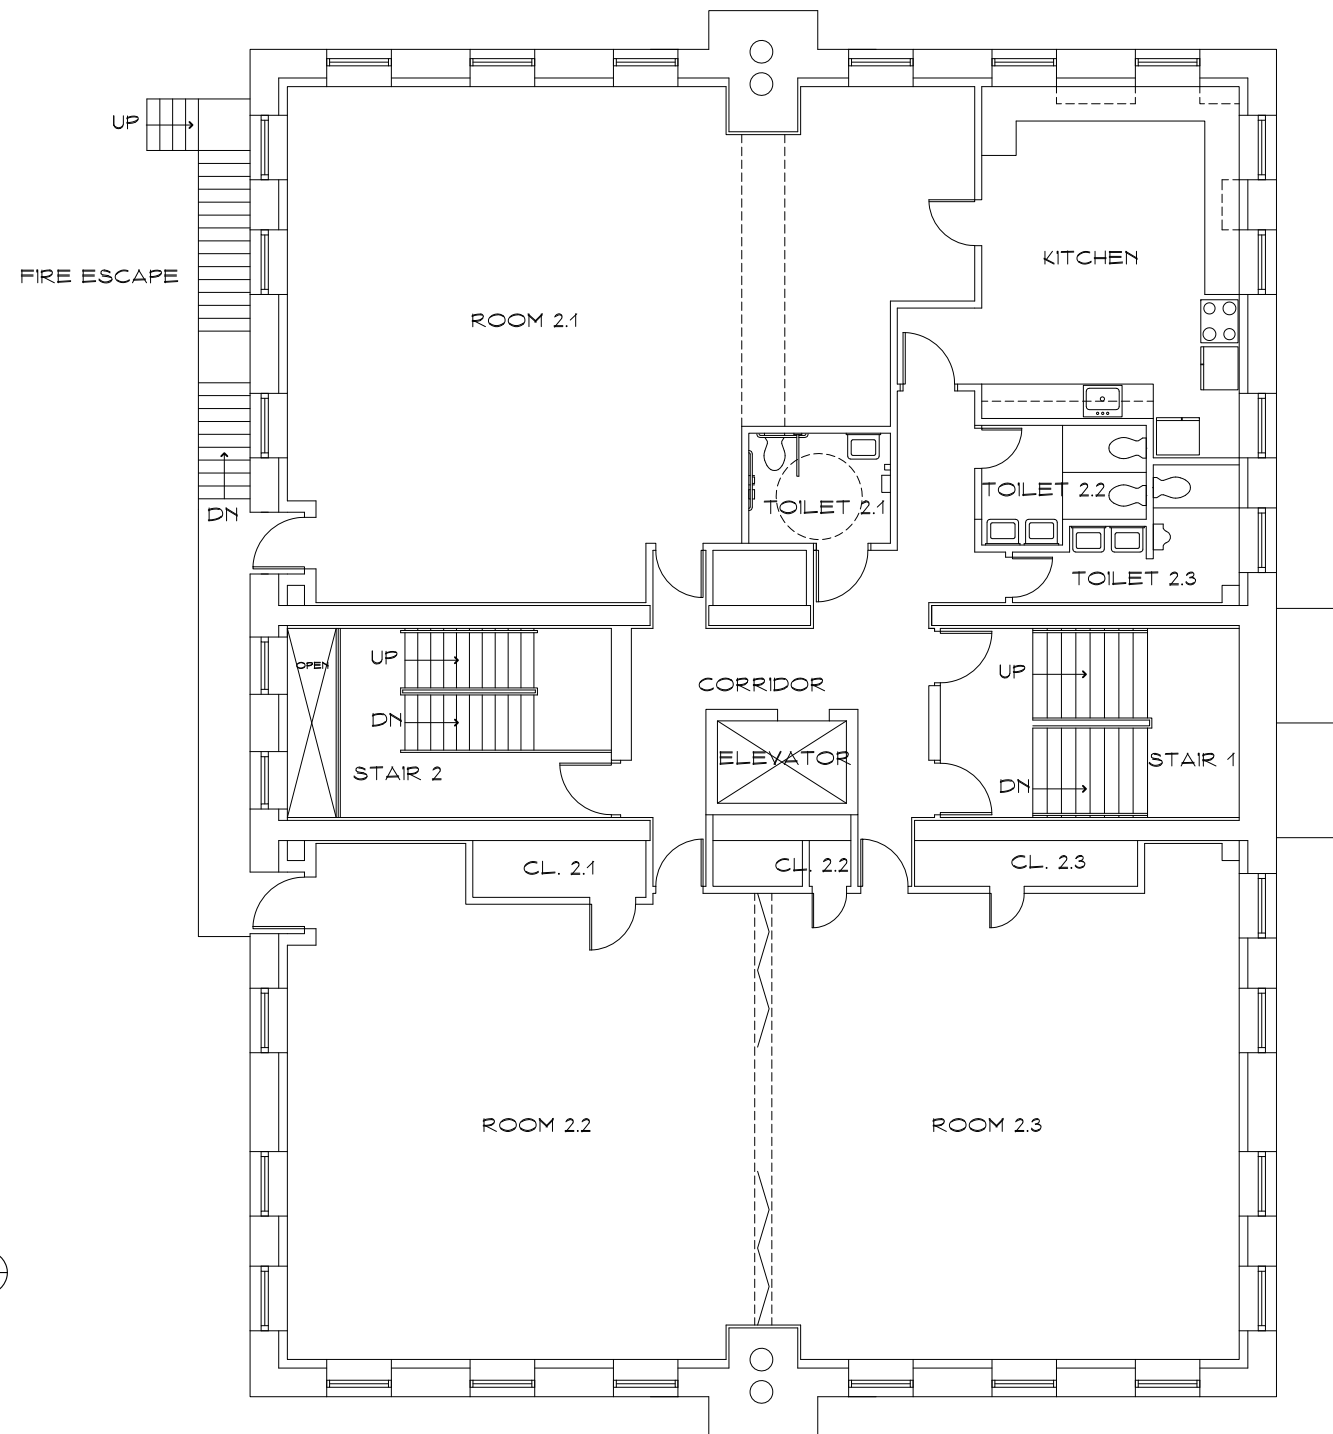 UP
KITCHEN
FIRE ESCAPE
ROOM 2.1
TOILET 2.2
TOILET 2.1
DN
TOILET 2.3
OPEN
UP
UP
CORRIDOR
DN
ELEVATOR
STAIR 1
STAIR 2
DN
CL. 2.1
CL. 2.2
CL. 2.3
ROOM 2.2
ROOM 2.3